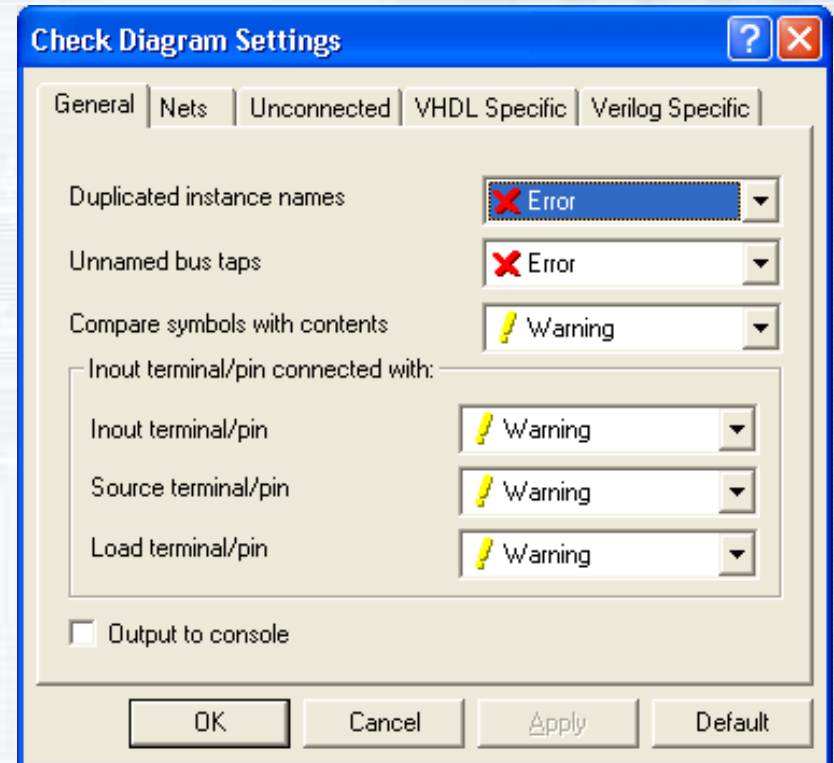 Check Diagram Settings
General Nets Unconnected VHDL Specific Verilog Specific
Duplicated instance names Error
Unnamed bus taps Error
Compare symbols with contents Warning
Inout terminal/pin connected with:
Inout terminal/pin Warning
Source terminal/pin Warning
Load terminal/pin Warning
Output to console
OK Cancel Apply Default